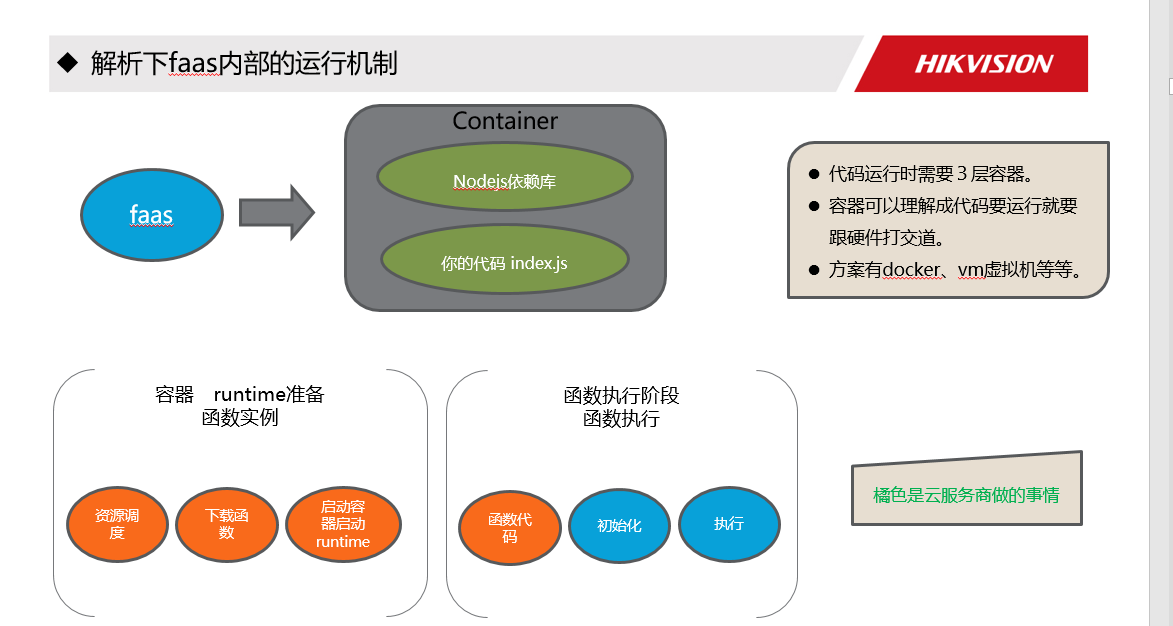 解析下faas内部的运行机制
HIKVISION
Container
Nodejs依赖库
faas
你的代码 index.js
代码运行时需要３层容器。
容器可以理解成代码要运行就要
跟硬件打交道。
方案有docker、vm虚拟机等等。
容器 runtime准备
函数实例
资源调
度
下载函
数
启动容
器启动
runtime
函数执行阶段
函数执行
函数代
码
初始化
执行
橘色是云服务商做的事情